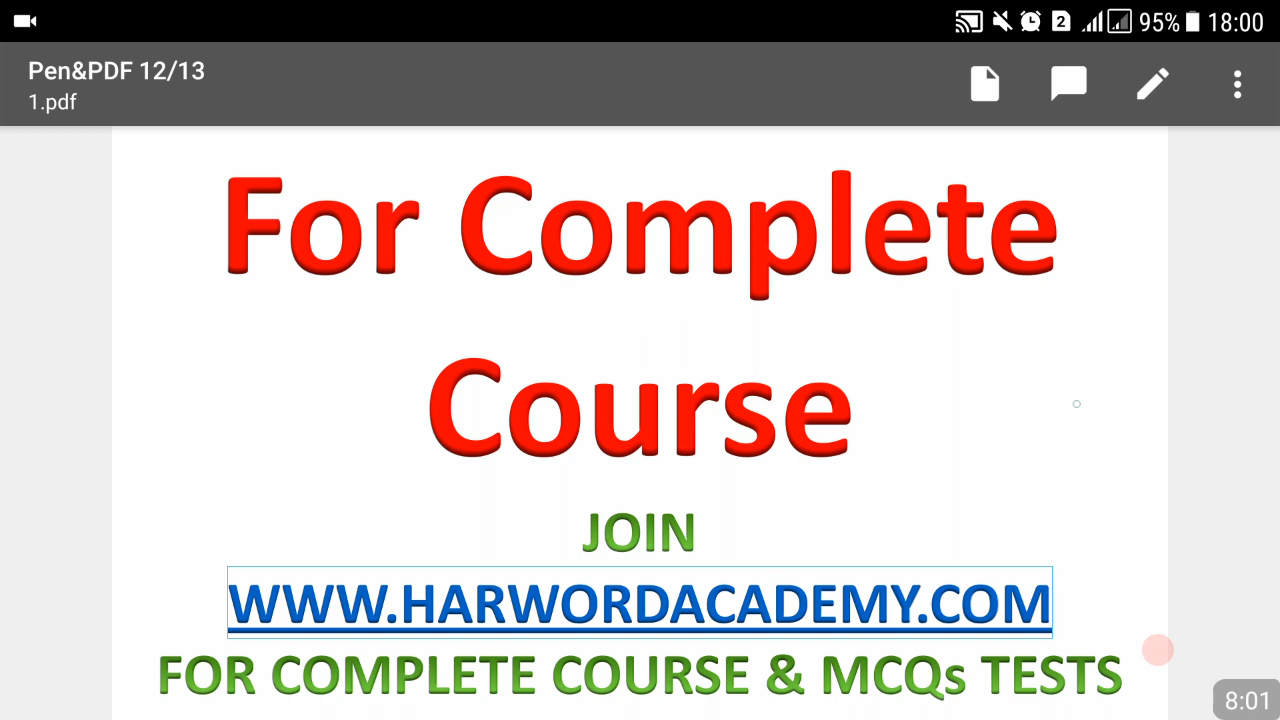 2 95% 18:00
Pen&PDF 12/13
1.pdf
For Complete
Course
JOIN
WWW.HARWORDACADEMY.COM
FOR COMPLETE COURSE & MCQs TESTS
8:01